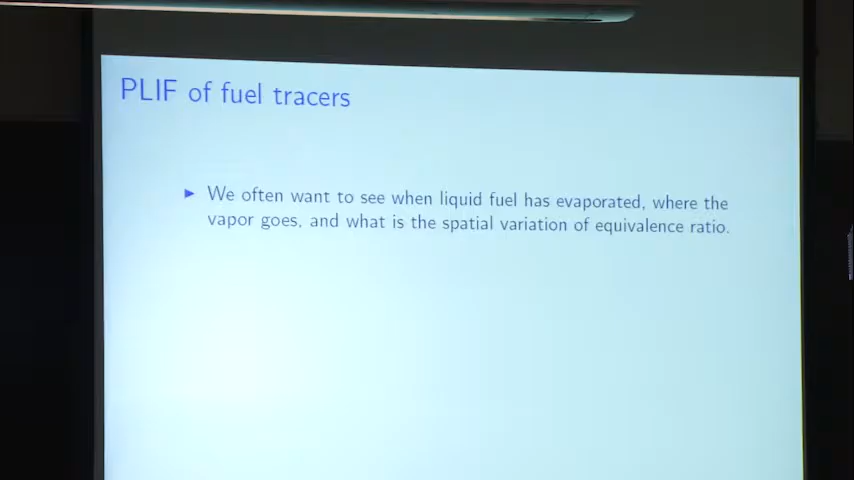 PLIF of fuel tracers
We often want to see when liquid fuel has evaporated, where the
vapor goes, and what is the spatial variation of equivalence ratio.